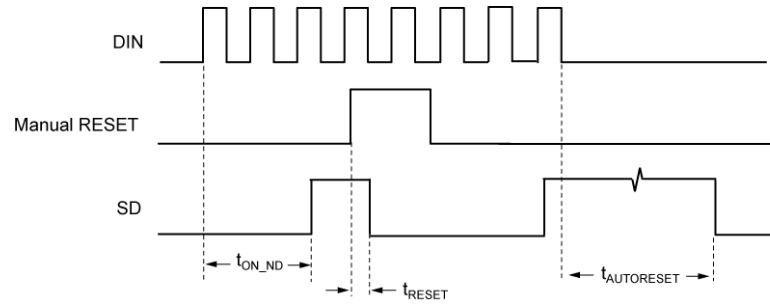 DIN
Manual RESET
SD
tON_ND
tRESET
tAUTORESET